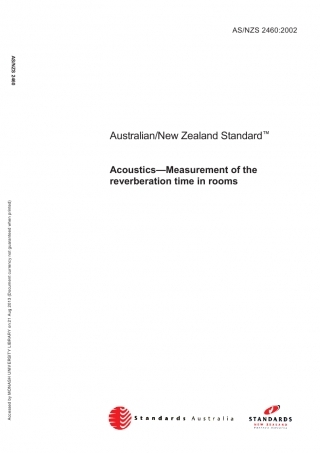 AS/NZS 2460:2002
AS/NZS 2460
Australian/New Zealand Standard™
Acoustics—Measurement of the
reverberation time in rooms
Accessed by MONASH UNIVERSITY LIBRARY on 21 Aug 2013 (Document currency not guaranteed when printed)
Standards Australia
STANDARDS
NEW ZEALAND